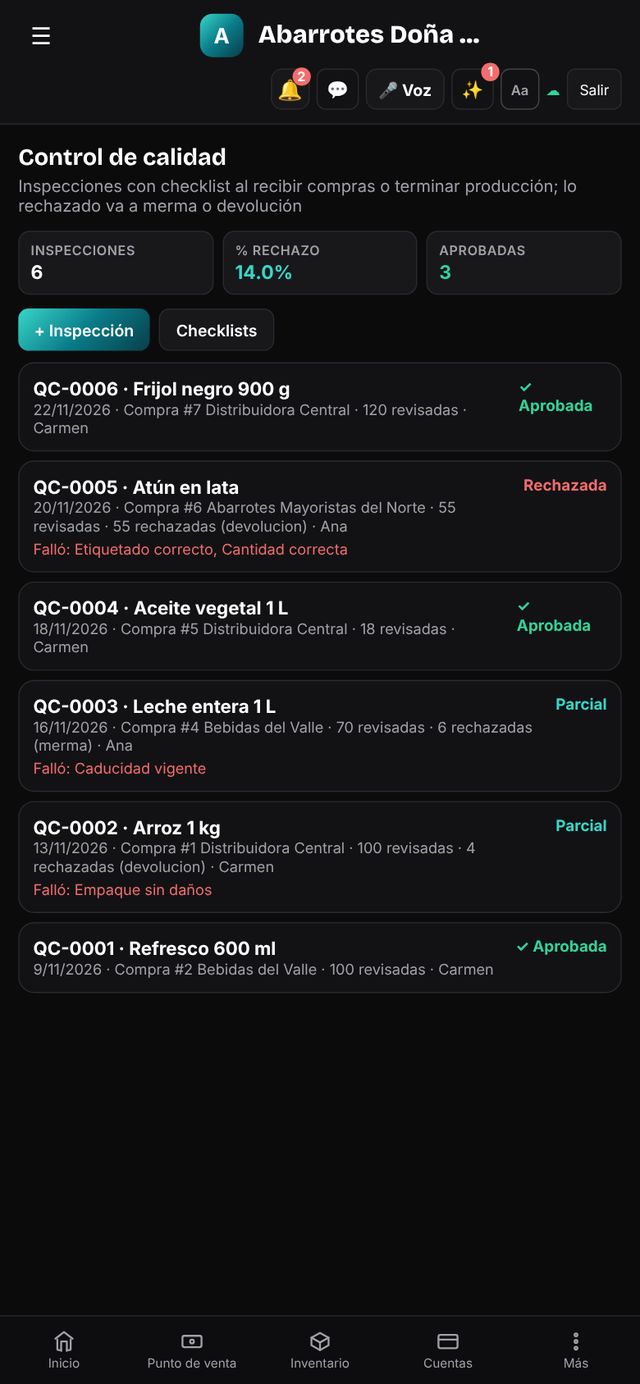 A
Abarrotes Doña ...
2
Voz
1
Aa
Salir
Control de calidad
Inspecciones con checklist al recibir compras o terminar producción; lo
rechazado va a merma o devolución
INSPECCIONES
6
% RECHAZO
14.0%
APROBADAS
3
+ Inspección
Checklists
QC-0006 · Frijol negro 900 g
✓
Aprobada
22/11/2026 · Compra #7 Distribuidora Central · 120 revisadas ·
Carmen
QC-0005 · Atún en lata
Rechazada
20/11/2026 · Compra #6 Abarrotes Mayoristas del Norte · 55
revisadas · 55 rechazadas (devolucion) · Ana
Falló: Etiquetado correcto, Cantidad correcta
QC-0004 · Aceite vegetal 1 L
✓
Aprobada
18/11/2026 · Compra #5 Distribuidora Central · 18 revisadas ·
Carmen
QC-0003 · Leche entera 1 L
Parcial
16/11/2026 · Compra #4 Bebidas del Valle · 70 revisadas · 6 rechazadas
(merma) · Ana
Falló: Caducidad vigente
QC-0002 · Arroz 1 kg
Parcial
13/11/2026 · Compra #1 Distribuidora Central · 100 revisadas · 4
rechazadas (devolucion) · Carmen
Falló: Empaque sin daños
QC-0001 · Refresco 600 ml
✓ Aprobada
9/11/2026 · Compra #2 Bebidas del Valle · 100 revisadas · Carmen
Inicio
Punto de venta
Inventario
Cuentas
Más